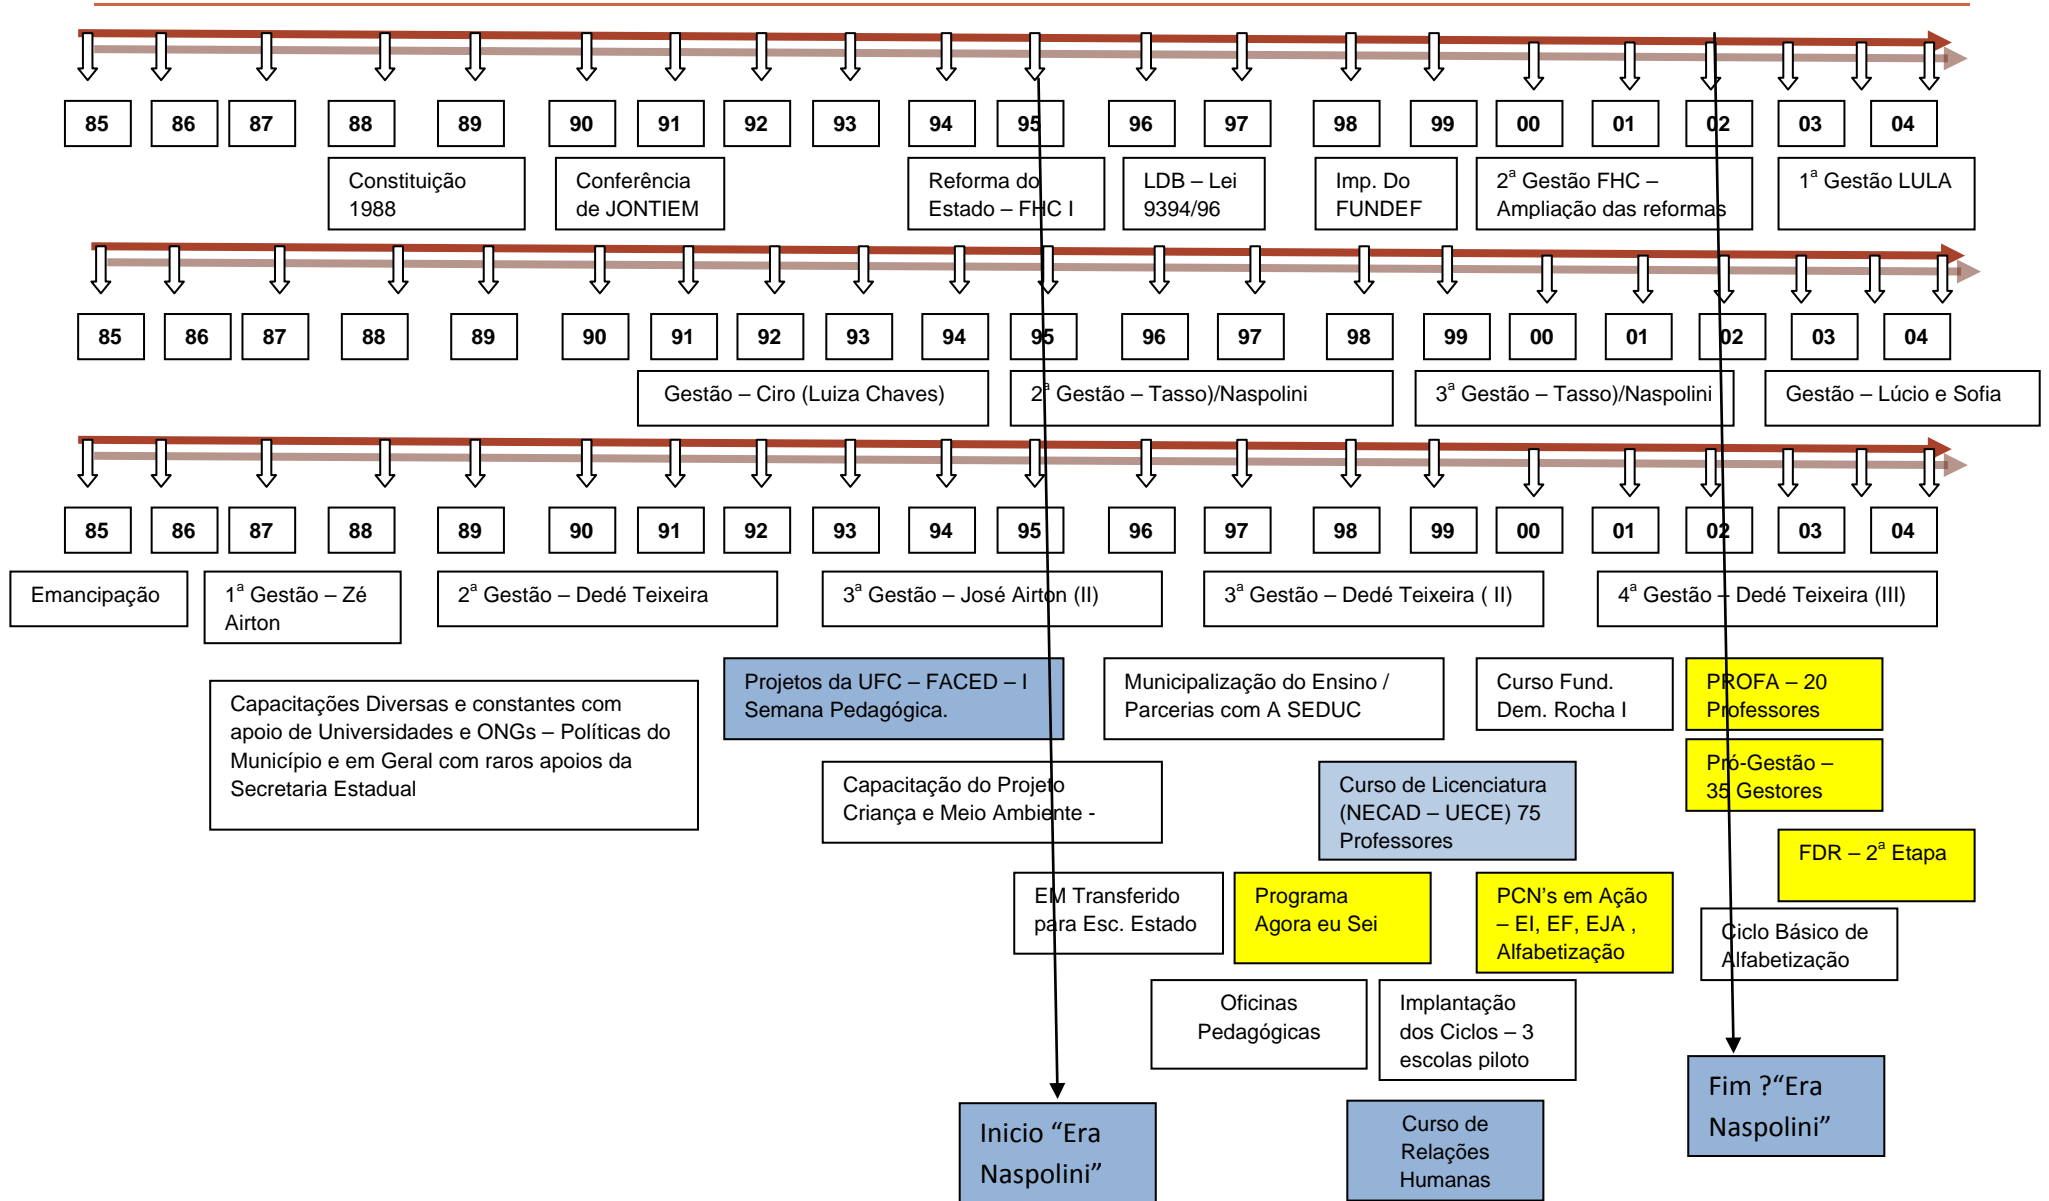 85 86 87 88 89 90 91 92 93 94 95 96 97 98 99 00 01 02 03 04
Constituição
1988
Conferência
de JONTIEM
Reforma do
Estado – FHC I
LDB – Lei
9394/96
Imp. Do
FUNDEF
2ª Gestão FHC –
Ampliação das reformas
1ª Gestão LULA
85 86 87 88 89 90 91 92 93 94 95 96 97 98 99 00 01 02 03 04
Gestão – Ciro (Luiza Chaves)
2ª Gestão – Tasso)/Naspolini
3ª Gestão – Tasso)/Naspolini
Gestão – Lúcio e Sofia
85 86 87 88 89 90 91 92 93 94 95 96 97 98 99 00 01 02 03 04
Emancipação
1ª Gestão – Zé
Airton
2ª Gestão – Dedé Teixeira
3ª Gestão – José Airton (II)
3ª Gestão – Dedé Teixeira ( II)
4ª Gestão – Dedé Teixeira (III)
Capacitações Diversas e constantes com
apoio de Universidades e ONGs – Políticas do
Município e em Geral com raros apoios da
Secretaria Estadual
Projetos da UFC – FACED – I
Semana Pedagógica.
Municipalização do Ensino /
Parcerias com A SEDUC
Curso Fund.
Dem. Rocha I
PROFA – 20
Professores
Pró-Gestão –
35 Gestores
Capacitação do Projeto
Criança e Meio Ambiente -
Curso de Licenciatura
(NECAD – UECE) 75
Professores
FDR – 2ª Etapa
EM Transferido
para Esc. Estado
Programa
Agora eu Sei
PCN's em Ação
– EI, EF, EJA ,
Alfabetização
Ciclo Básico de
Alfabetização
Oficinas
Pedagógicas
Implantação
dos Ciclos – 3
escolas piloto
Inicio “Era
Naspolini”
Curso de
Relações
Humanas
Fim ?“Era
Naspolini”